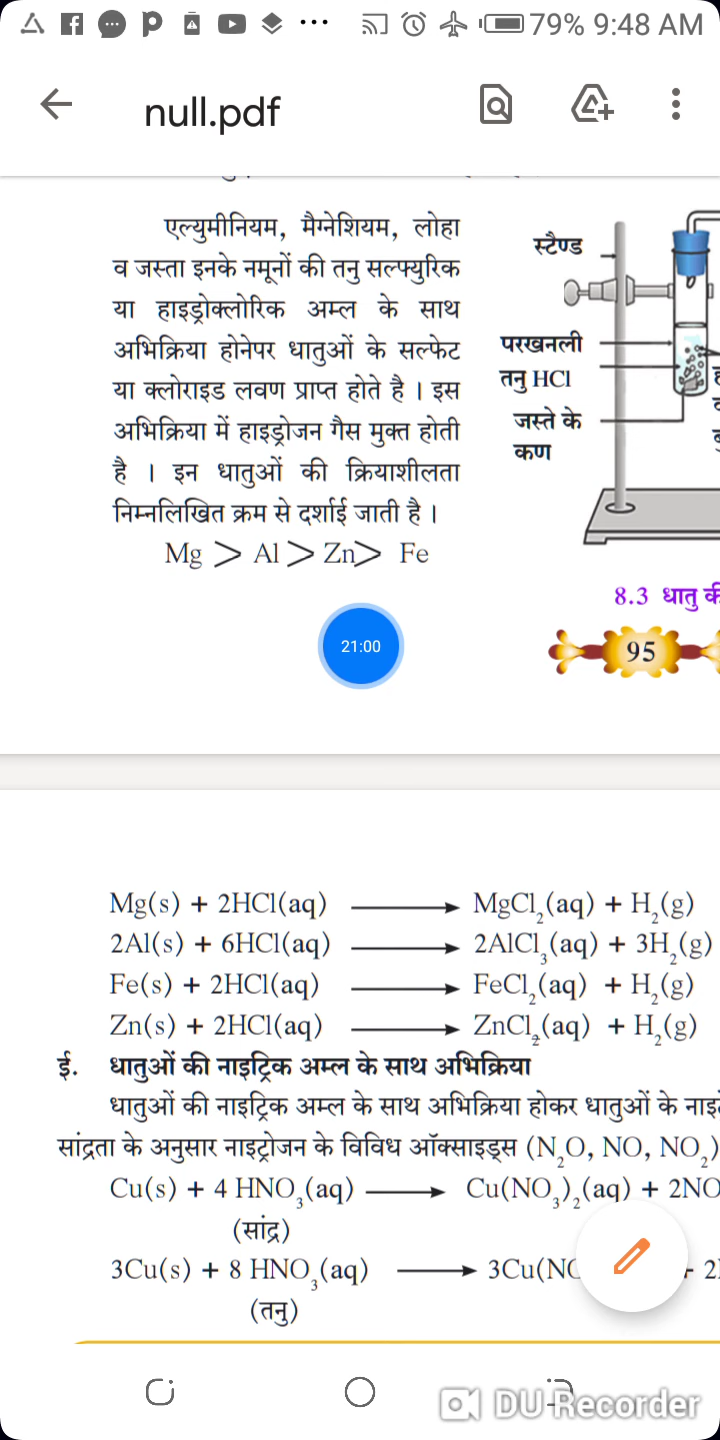 79% 9:48 AM
null.pdf
एल्युमीनियम, मैग्नेशियम, लोहा
व जस्ता इनके नमूनों की तनु सल्फ्युरिक
या हाइड्रोक्लोरिक अम्ल के साथ
अभिक्रिया होनेपर धातुओं के सल्फेट
या क्लोराइड लवण प्राप्त होते है । इस
अभिक्रिया में हाइड्रोजन गैस मुक्त होती
है । इन धातुओं की क्रियाशीलता
निम्नलिखित क्रम से दर्शाई जाती है ।
Mg > Al > Zn> Fe
स्टैण्ड
परखनली
तनु HCl
जस्ते के
कण
8.3 धातु की
21:00
95
Mg(s) + 2HCl(aq) ⟶ MgCl₂(aq) + H₂(g)
2Al(s) + 6HCl(aq) ⟶ 2AlCl₃(aq) + 3H₂(g)
Fe(s) + 2HCl(aq) ⟶ FeCl₂(aq) + H₂(g)
Zn(s) + 2HCl(aq) ⟶ ZnCl₂(aq) + H₂(g)
ई. धातुओं की नाइट्रिक अम्ल के साथ अभिक्रिया
धातुओं की नाइट्रिक अम्ल के साथ अभिक्रिया होकर धातुओं के
सांद्रता के अनुसार नाइट्रोजन के विविध ऑक्साइड्स (N₂O, NO, NO₂)
Cu(s) + 4 HNO₃(aq) ⟶ Cu(NO₃)₂(aq) + 2NO
(सांद्र)
3Cu(s) + 8 HNO₃(aq) ⟶ 3Cu(NO + 2
(तनु)
DU Recorder